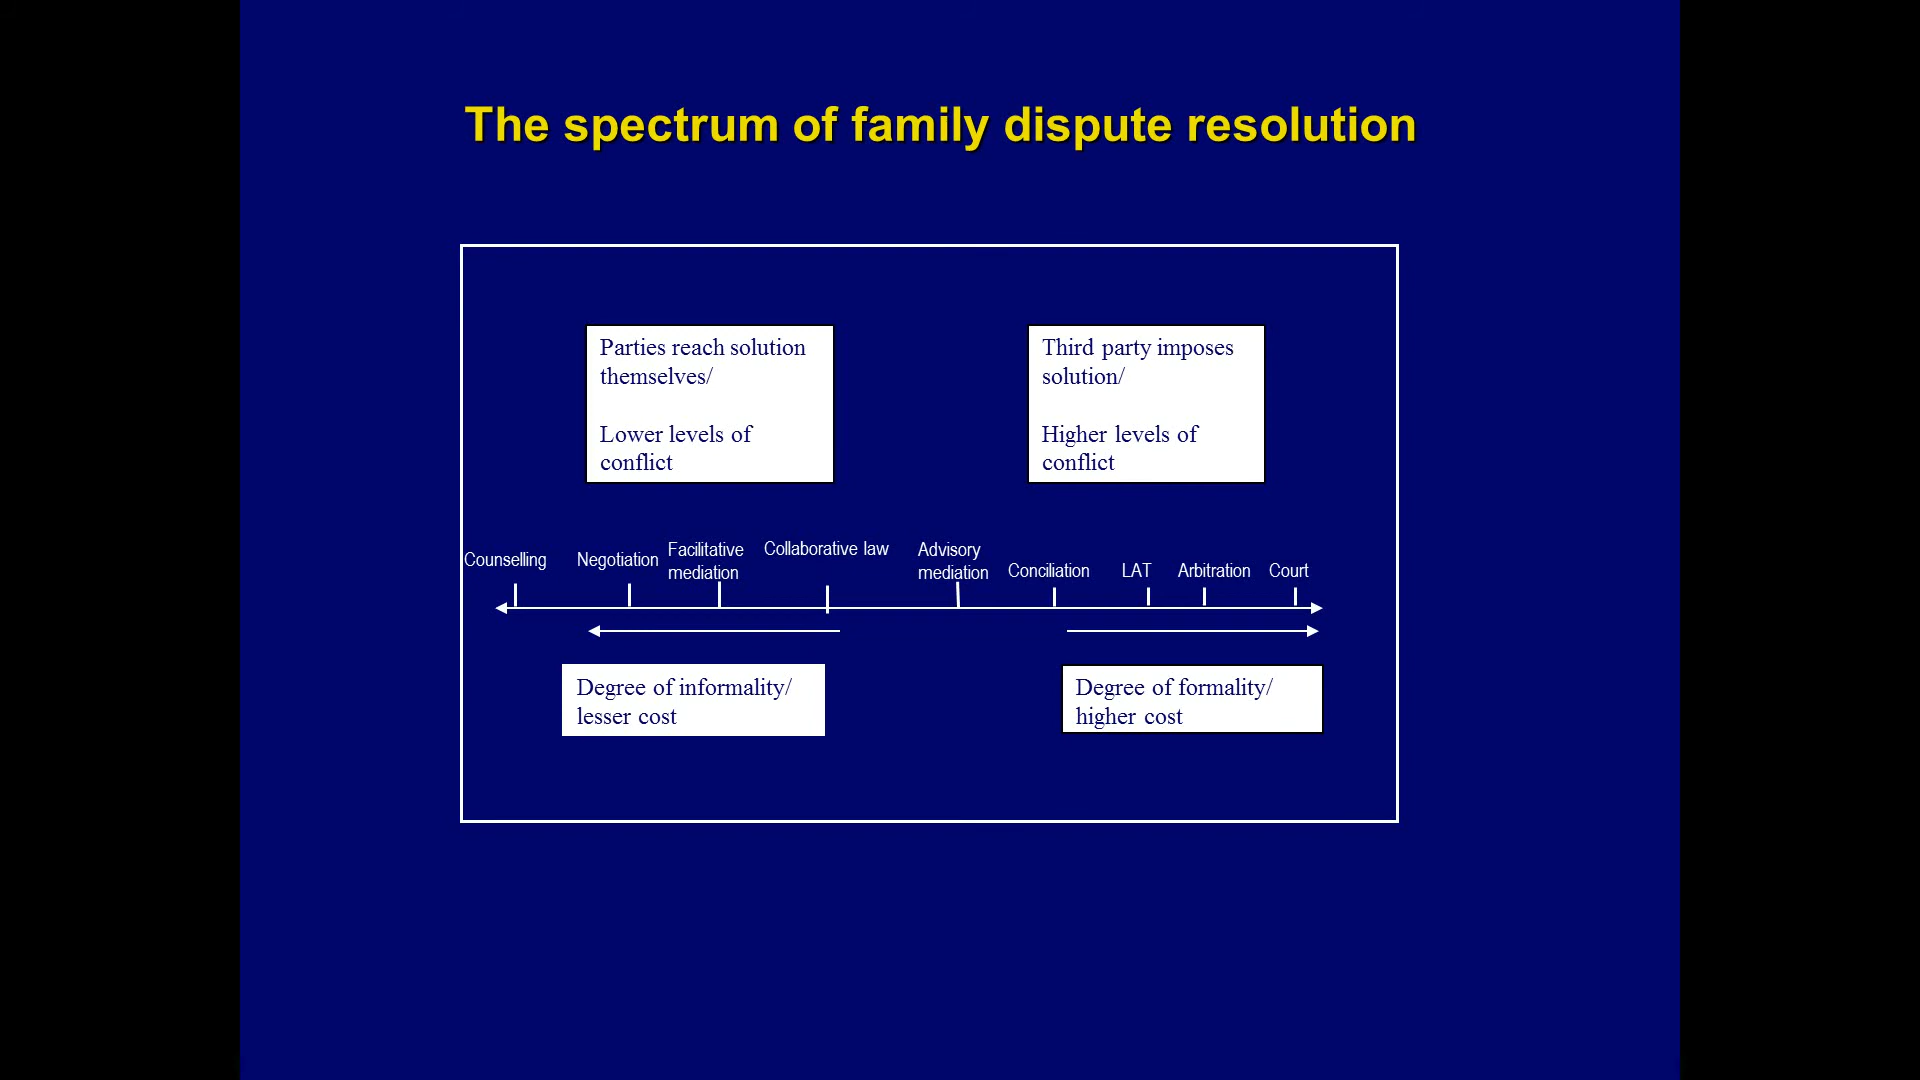 The spectrum of family dispute resolution
Parties reach solution
themselves/
Lower levels of
conflict
Third party imposes
solution/
Higher levels of
conflict
Counselling
Negotiation
Facilitative
mediation
Collaborative law
Advisory
mediation
Conciliation
LAT
Arbitration
Court
Degree of informality/
lesser cost
Degree of formality/
higher cost